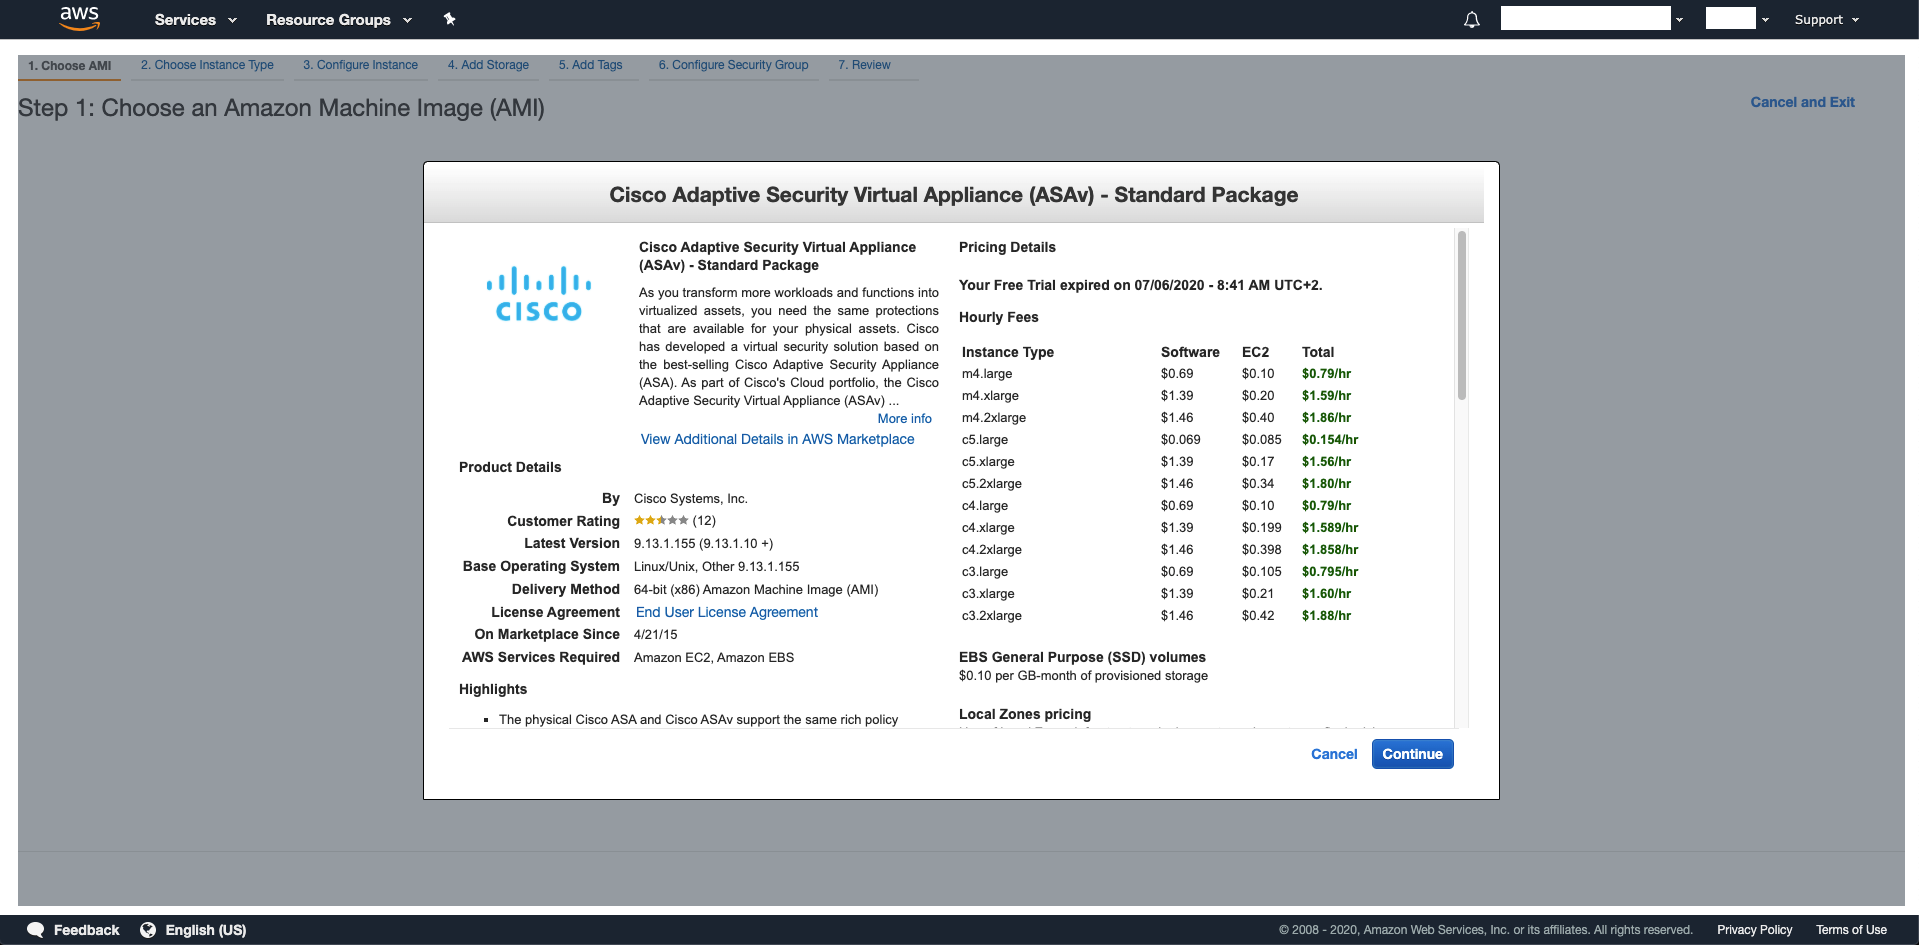 aws Services Resource Groups Support
1. Choose AMI 2. Choose Instance Type 3. Configure Instance 4. Add Storage 5. Add Tags 6. Configure Security Group 7. Review
Step 1: Choose an Amazon Machine Image (AMI)
Cancel and Exit
Cisco Adaptive Security Virtual Appliance (ASAv) - Standard Package
CISCO
Cisco Adaptive Security Virtual Appliance
(ASAv) - Standard Package
As you transform more workloads and functions into
virtualized assets, you need the same protections
that are available for your physical assets. Cisco
has developed a virtual security solution based on
the best-selling Cisco Adaptive Security Appliance
(ASA). As part of Cisco's Cloud portfolio, the Cisco
Adaptive Security Virtual Appliance (ASAv) ...
More info
View Additional Details in AWS Marketplace
Product Details
By Cisco Systems, Inc.
Customer Rating (12)
Latest Version 9.13.1.155 (9.13.1.10 +)
Base Operating System Linux/Unix, Other 9.13.1.155
Delivery Method 64-bit (x86) Amazon Machine Image (AMI)
License Agreement End User License Agreement
On Marketplace Since 4/21/15
AWS Services Required Amazon EC2, Amazon EBS
Highlights
The physical Cisco ASA and Cisco ASAv support the same rich policy
Pricing Details
Your Free Trial expired on 07/06/2020 - 8:41 AM UTC+2.
Hourly Fees
Instance Type Software EC2 Total
m4.large $0.69 $0.10 $0.79/hr
m4.xlarge $1.39 $0.20 $1.59/hr
m4.2xlarge $1.46 $0.40 $1.86/hr
c5.large $0.069 $0.085 $0.154/hr
c5.xlarge $1.39 $0.17 $1.56/hr
c5.2xlarge $1.46 $0.34 $1.80/hr
c4.large $0.69 $0.10 $0.79/hr
c4.xlarge $1.39 $0.199 $1.589/hr
c4.2xlarge $1.46 $0.398 $1.858/hr
c3.large $0.69 $0.105 $0.795/hr
c3.xlarge $1.39 $0.21 $1.60/hr
c3.2xlarge $1.46 $0.42 $1.88/hr
EBS General Purpose (SSD) volumes
$0.10 per GB-month of provisioned storage
Local Zones pricing
Cancel Continue
Feedback English (US) © 2008 - 2020, Amazon Web Services, Inc. or its affiliates. All rights reserved. Privacy Policy Terms of Use